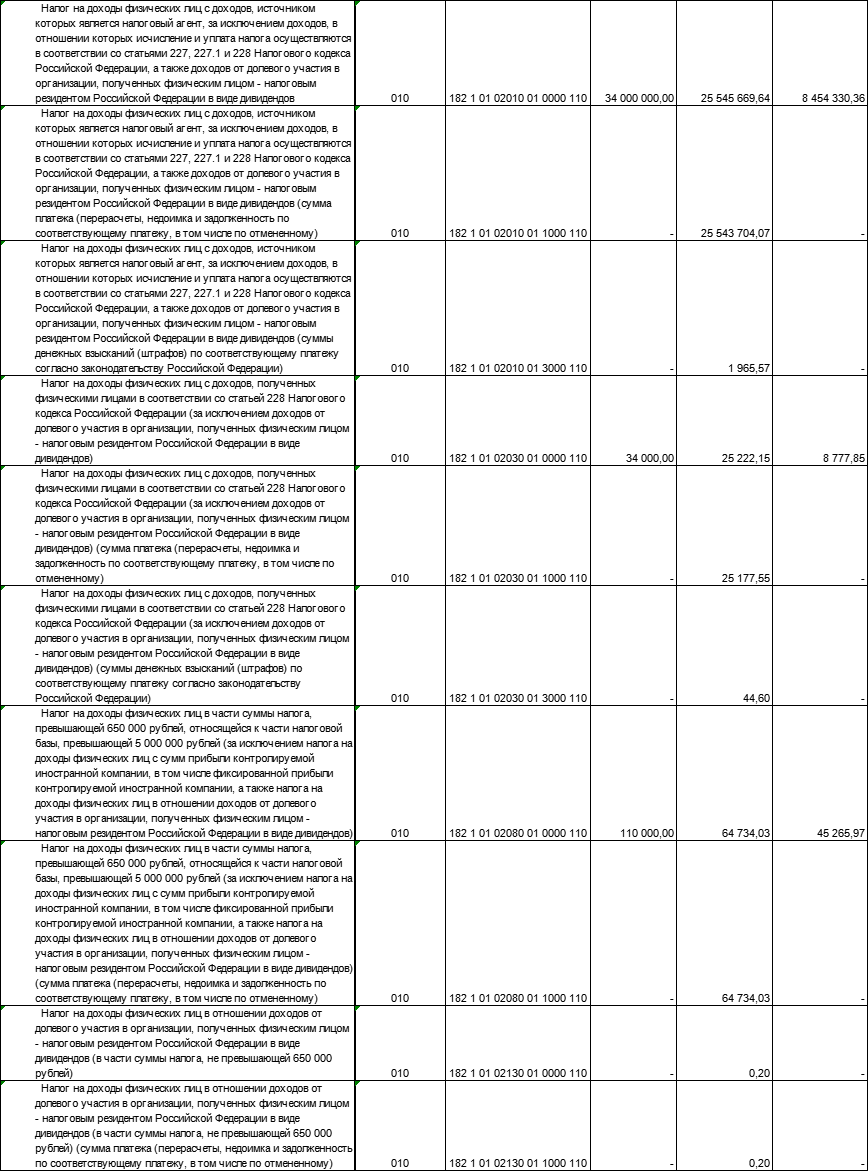 Налог на доходы физических лиц с доходов, источником
которых является налоговый агент, за исключением доходов, в
отношении которых исчисление и уплата налога осуществляются
в соответствии со статьями 227, 227.1 и 228 Налогового кодекса
Российской Федерации, а также доходов от долевого участия в
организации, полученных физическим лицом - налоговым
резидентом Российской Федерации в виде дивидендов 010 182 1 01 02010 01 0000 110 34 000 000,00 25 545 669,64 8 454 330,36
Налог на доходы физических лиц с доходов, источником
которых является налоговый агент, за исключением доходов, в
отношении которых исчисление и уплата налога осуществляются
в соответствии со статьями 227, 227.1 и 228 Налогового кодекса
Российской Федерации, а также доходов от долевого участия в
организации, полученных физическим лицом - налоговым
резидентом Российской Федерации в виде дивидендов (сумма
платежа (перерасчеты, недоимка и задолженность по
соответствующему платежу, в том числе по отмененному) 010 182 1 01 02010 01 1000 110 - 25 543 704,07 -
Налог на доходы физических лиц с доходов, источником
которых является налоговый агент, за исключением доходов, в
отношении которых исчисление и уплата налога осуществляются
в соответствии со статьями 227, 227.1 и 228 Налогового кодекса
Российской Федерации, а также доходов от долевого участия в
организации, полученных физическим лицом - налоговым
резидентом Российской Федерации в виде дивидендов (суммы
денежных взысканий (штрафов) по соответствующему платежу
согласно законодательству Российской Федерации) 010 182 1 01 02010 01 3000 110 - 1 965,57 -
Налог на доходы физических лиц с доходов, полученных
физическими лицами в соответствии со статьей 228 Налогового
кодекса Российской Федерации (за исключением доходов от
долевого участия в организации, полученных физическим лицом
- налоговым резидентом Российской Федерации в виде
дивидендов) 010 182 1 01 02030 01 0000 110 34 000,00 25 222,15 8 777,85
Налог на доходы физических лиц с доходов, полученных
физическими лицами в соответствии со статьей 228 Налогового
кодекса Российской Федерации (за исключением доходов от
долевого участия в организации, полученных физическим лицом
- налоговым резидентом Российской Федерации в виде
дивидендов) (сумма платежа (перерасчеты, недоимка и
задолженность по соответствующему платежу, в том числе по
отмененному) 010 182 1 01 02030 01 1000 110 - 25 177,55 -
Налог на доходы физических лиц с доходов, полученных
физическими лицами в соответствии со статьей 228 Налогового
кодекса Российской Федерации (за исключением доходов от
долевого участия в организации, полученных физическим лицом
- налоговым резидентом Российской Федерации в виде
дивидендов) (суммы денежных взысканий (штрафов) по
соответствующему платежу согласно законодательству
Российской Федерации) 010 182 1 01 02030 01 3000 110 - 44,60 -
Налог на доходы физических лиц в части суммы налога,
превышающей 650 000 рублей, относящейся к части налоговой
базы, превышающей 5 000 000 рублей (за исключением налога на
доходы физических лиц с сумм прибыли контролируемой
иностранной компании, в том числе фиксированной прибыли
контролируемой иностранной компании, а также налога на
доходы физических лиц в отношении доходов от долевого
участия в организации, полученных физическим лицом -
налоговым резидентом Российской Федерации в виде дивидендов) 010 182 1 01 02080 01 0000 110 110 000,00 64 734,03 45 265,97
Налог на доходы физических лиц в части суммы налога,
превышающей 650 000 рублей, относящейся к части налоговой
базы, превышающей 5 000 000 рублей (за исключением налога на
доходы физических лиц с сумм прибыли контролируемой
иностранной компании, в том числе фиксированной прибыли
контролируемой иностранной компании, а также налога на
доходы физических лиц в отношении доходов от долевого
участия в организации, полученных физическим лицом -
налоговым резидентом Российской Федерации в виде дивидендов)
(сумма платежа (перерасчеты, недоимка и задолженность по
соответствующему платежу, в том числе по отмененному) 010 182 1 01 02080 01 1000 110 - 64 734,03 -
Налог на доходы физических лиц в отношении доходов от
долевого участия в организации, полученных физическим лицом
- налоговым резидентом Российской Федерации в виде
дивидендов (в части суммы налога, не превышающей 650 000
рублей) 010 182 1 01 02130 01 0000 110 - 0,20 -
Налог на доходы физических лиц в отношении доходов от
долевого участия в организации, полученных физическим лицом
- налоговым резидентом Российской Федерации в виде
дивидендов (в части суммы налога, не превышающей 650 000
рублей) (сумма платежа (перерасчеты, недоимка и задолженность
по соответствующему платежу, в том числе по отмененному) 010 182 1 01 02130 01 1000 110 - 0,20 -